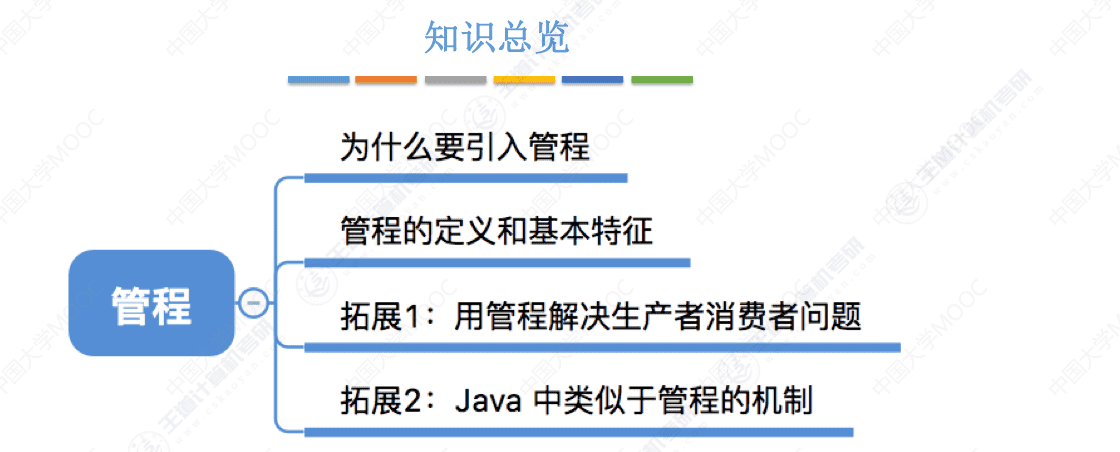 知识总览
为什么要引入管程
管程的定义和基本特征
管程
拓展1：用管程解决生产者消费者问题
拓展2：Java 中类似于管程的机制
中国大学MOOC
王道计算机考研
www.cskaoyan.com